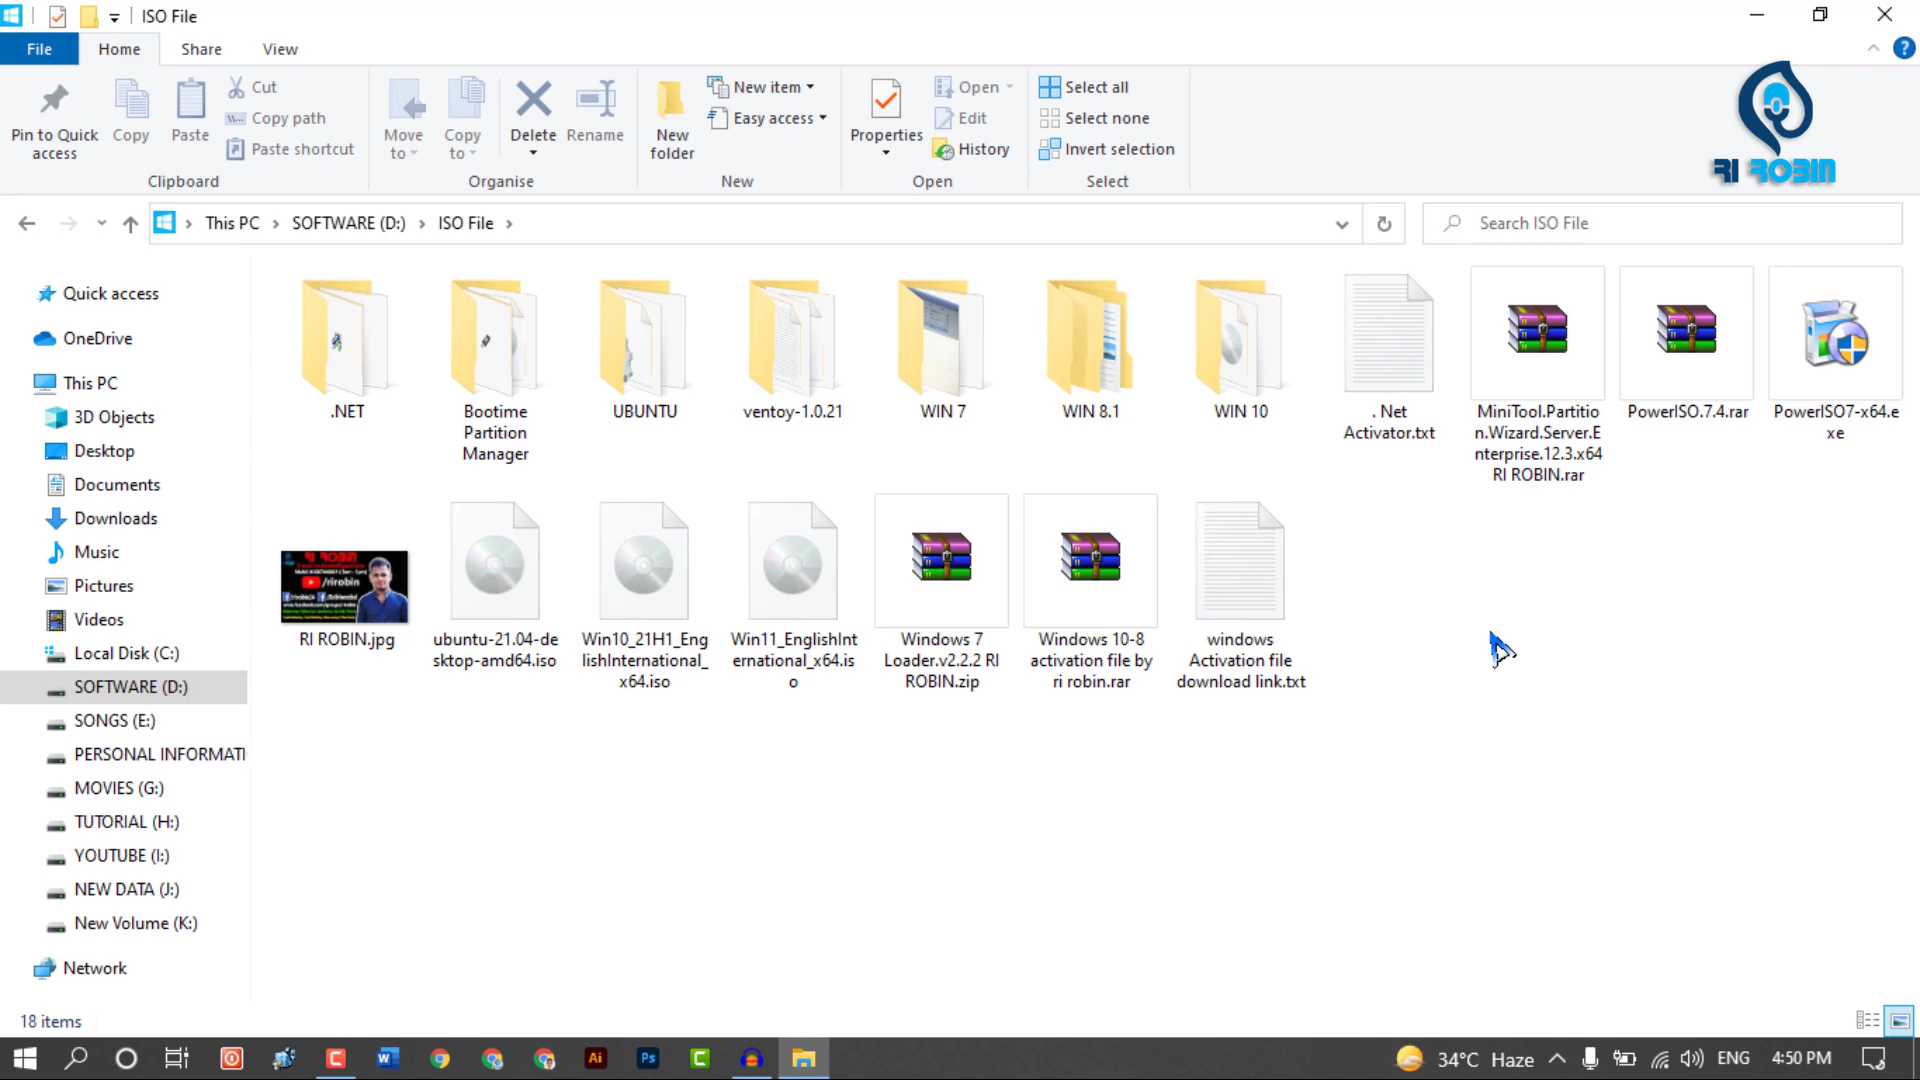 ISO File
File
Home
Share
View
Pin to Quick
access
Copy
Paste
Cut
Copy path
Paste shortcut
Clipboard
Move
to
Copy
to
Delete
Rename
Organise
New
folder
New item
Easy access
New
Properties
Open
Edit
History
Open
Select all
Select none
Invert selection
Select
RI ROBIN
This PC
SOFTWARE (D:)
ISO File
Search ISO File
Quick access
OneDrive
This PC
3D Objects
Desktop
Documents
Downloads
Music
Pictures
Videos
Local Disk (C:)
SOFTWARE (D:)
SONGS (E:)
PERSONAL INFORMATI
MOVIES (G:)
TUTORIAL (H:)
YOUTUBE (I:)
NEW DATA (J:)
New Volume (K:)
Network
.NET
Bootime
Partition
Manager
UBUNTU
ventoy-1.0.21
WIN 7
WIN 8.1
WIN 10
. Net
Activator.txt
MiniTool.Partitio
n.Wizard.Server.E
nterprise.12.3.x64
RI ROBIN.rar
PowerISO.7.4.rar
PowerISO7-x64.e
xe
RI ROBIN
/rirobin
RI ROBIN.jpg
ubuntu-21.04-de
sktop-amd64.iso
Win10_21H1_Eng
lishInternational_
x64.iso
Win11_EnglishInt
ernational_x64.is
o
Windows 7
Loader.v2.2.2 RI
ROBIN.zip
Windows 10-8
activation file by
ri robin.rar
windows
Activation file
download link.txt
18 items
W
Ai
Ps
C
34°C Haze
ENG
4:50 PM